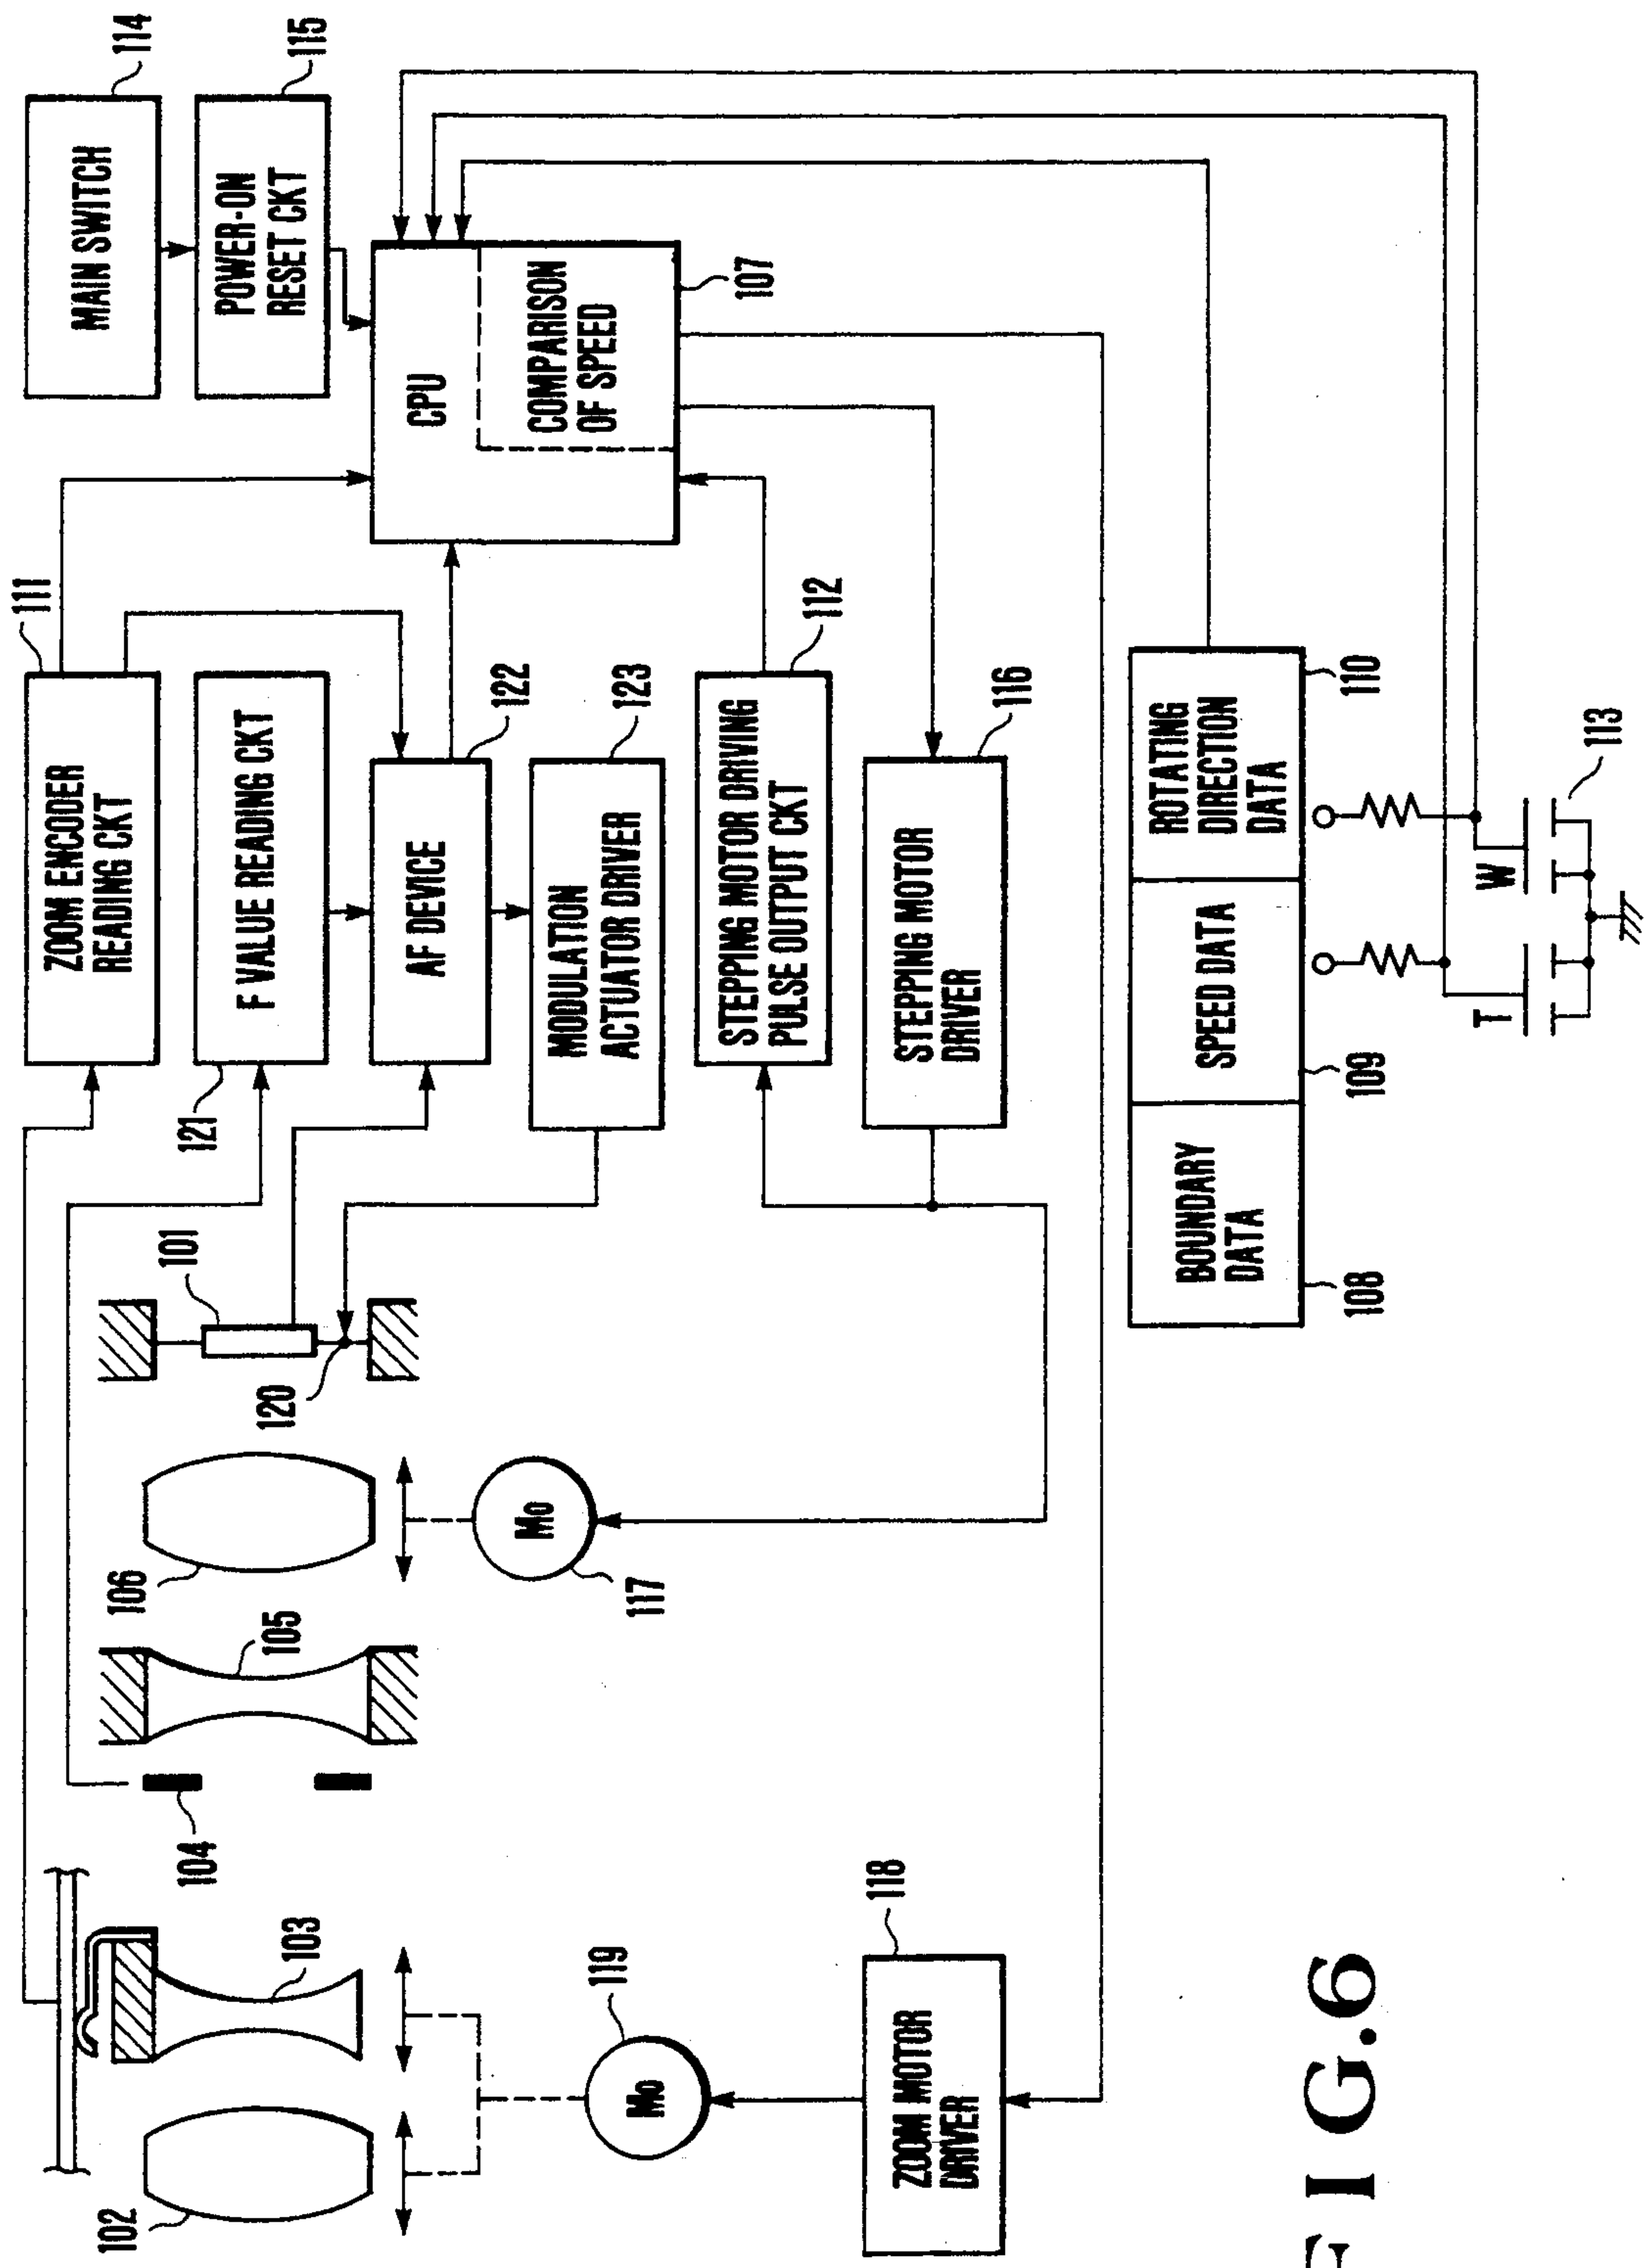 114
MAIN SWITCH
115
POWER-ON
RESET CKT
107
CPU
COMPARISON
OF SPEED
111
ZOOM ENCODER
READING CKT
121
F VALUE READING CKT
122
AF DEVICE
123
MODULATION
ACTUATOR DRIVER
112
STEPPING MOTOR DRIVING
PULSE OUTPUT CKT
116
STEPPING MOTOR
DRIVER
110
ROTATING
DIRECTION
DATA
109
SPEED DATA
108
BOUNDARY
DATA
113
W
T
101
120
106
105
104
103
102
117
Mo
119
Mo
118
ZOOM MOTOR
DRIVER
FIG.6